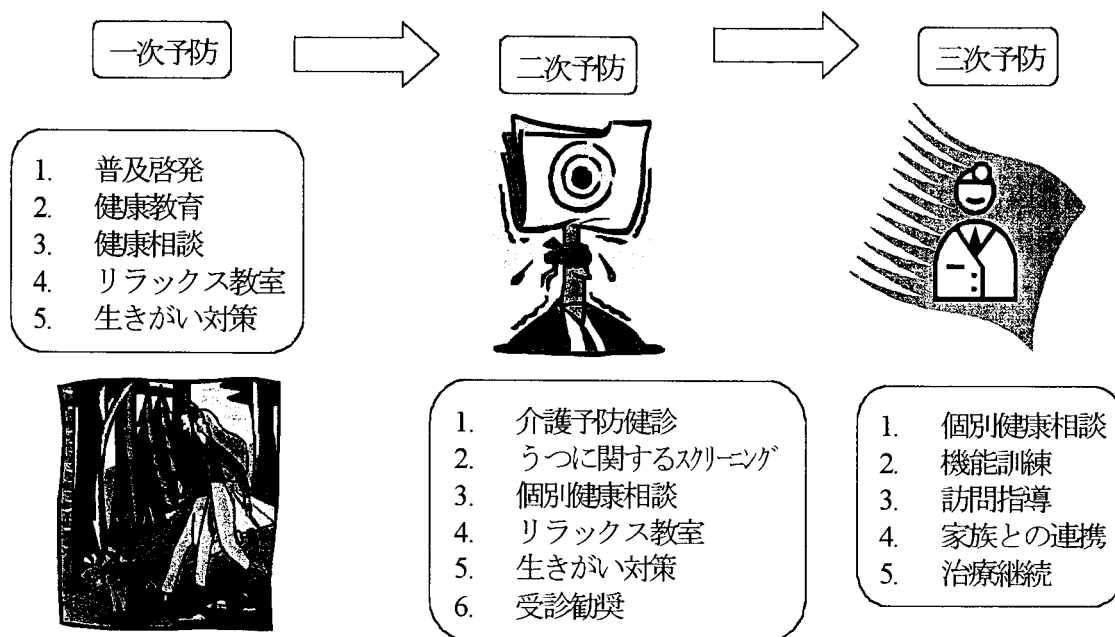 一次予防
二次予防
三次予防
1. 普及啓発
2. 健康教育
3. 健康相談
4. リラックス教室
5. 生きがい対策
1. 介護予防健診
2. うつに関するスクリーニング
3. 個別健康相談
4. リラックス教室
5. 生きがい対策
6. 受診勧奨
1. 個別健康相談
2. 機能訓練
3. 訪問指導
4. 家族との連携
5. 治療継続